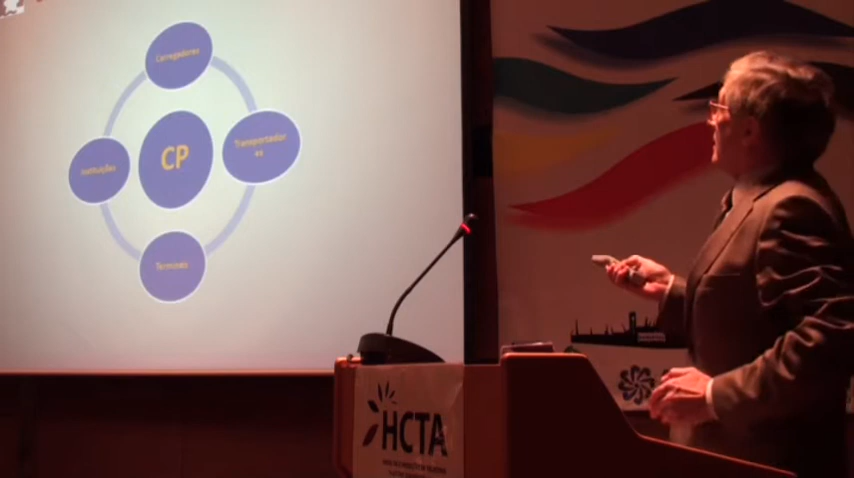 Carregadores
CP
Transportador
es
Instituições
Terminais
HCTA